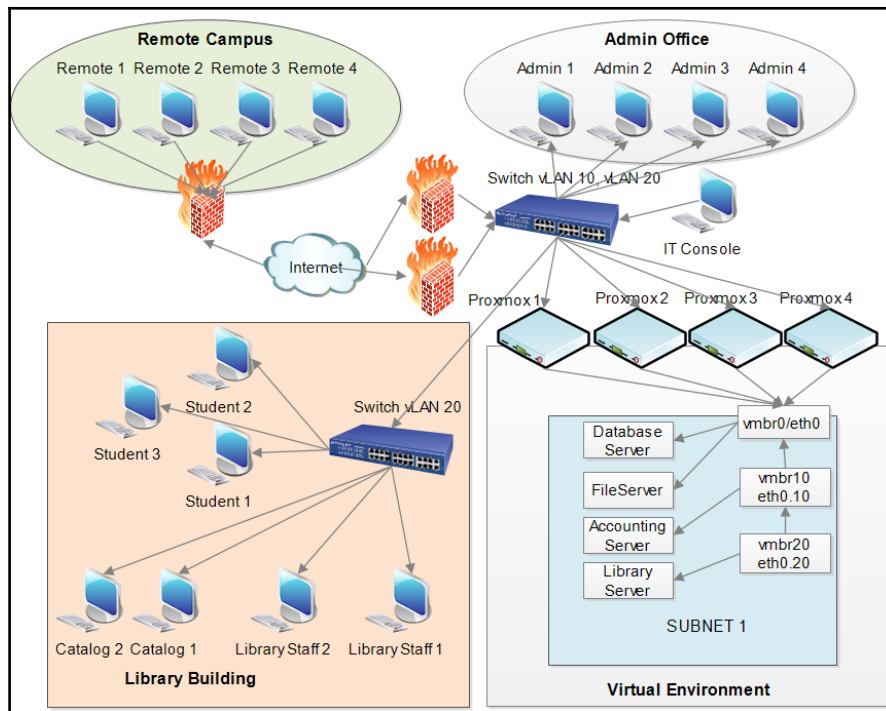 Remote Campus
Remote 1 Remote 2 Remote 3 Remote 4
Admin Office
Admin 1 Admin 2 Admin 3 Admin 4
Switch vLAN 10, vLAN 20
IT Console
Internet
Proxmox 1 Proxmox 2 Proxmox 3 Proxmox 4
Student 2
Switch vLAN 20
Student 3
Student 1
Catalog 2 Catalog 1 Library Staff 2 Library Staff 1
Library Building
vmbr0/eth0
Database
Server
FileServer
vmbr10
eth0.10
Accounting
Server
vmbr20
eth0.20
Library
Server
SUBNET 1
Virtual Environment